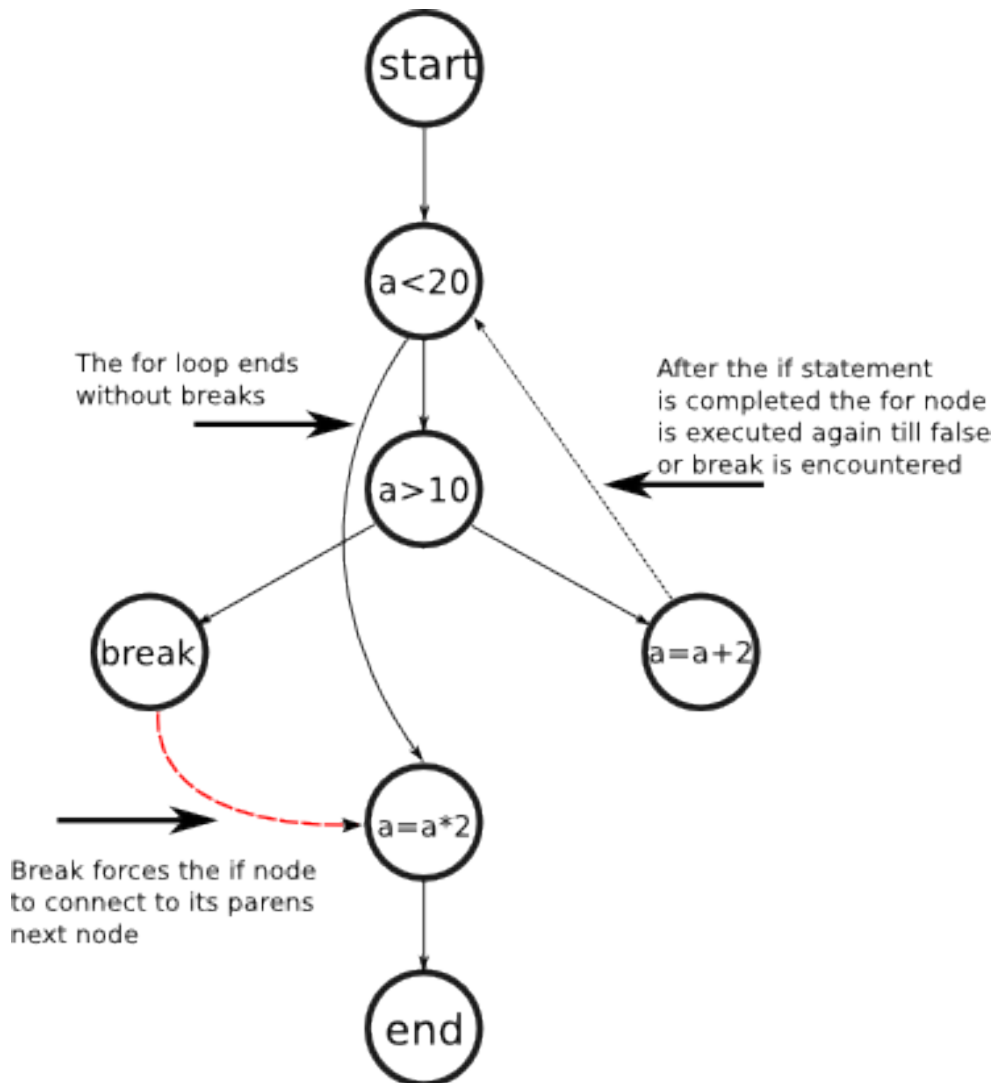 start
a<20
The for loop ends
without breaks
After the if statement
is completed the for node
is executed again till false
or break is encountered
a>10
break
a=a+2
a=a*2
Break forces the if node
to connect to its parens
next node
end